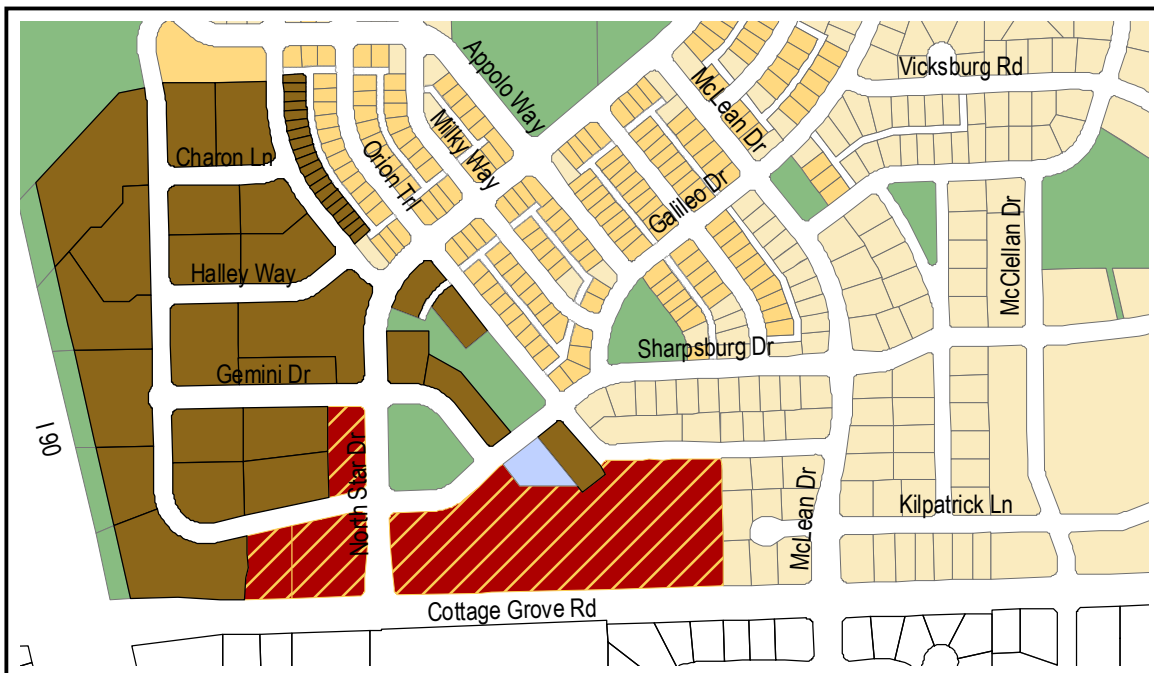 Appolo Way
McLean Dr
Vicksburg Rd
Charon Ln
Orion Trl
Milky Way
Galileo Dr
McClellan Dr
Halley Way
Sharpsburg Dr
Gemini Dr
I 90
North Star Dr
McLean Dr
Kilpatrick Ln
Cottage Grove Rd